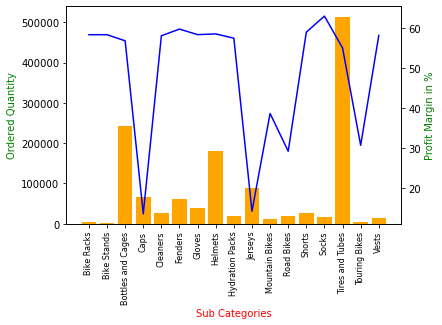 500000
400000
300000
200000
100000
0
Ordered Quantity
60
50
40
30
20
Profit Margin in %
Bike Racks
Bike Stands
Bottles and Cages
Caps
Cleaners
Fenders
Gloves
Helmets
Hydration Packs
Jerseys
Mountain Bikes
Road Bikes
Shorts
Socks
Tires and Tubes
Touring Bikes
Vests
Sub Categories